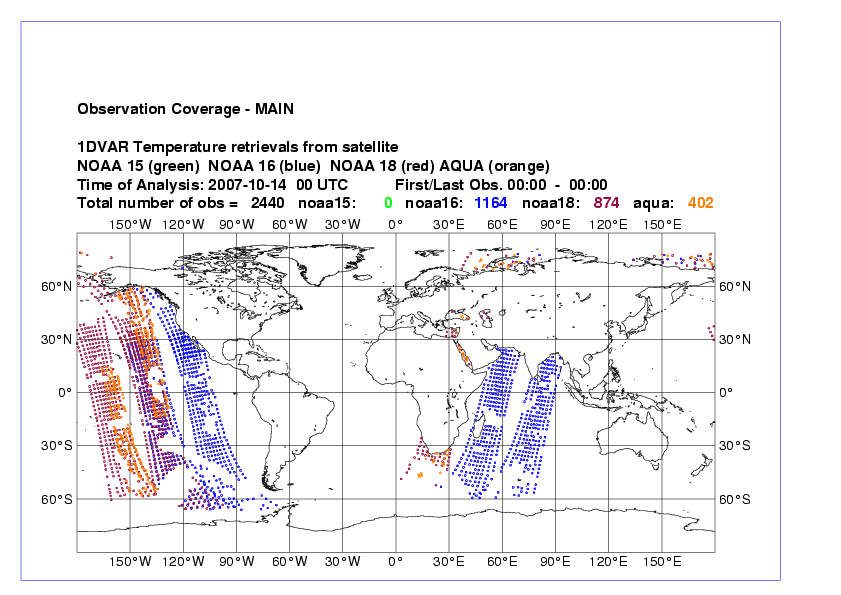 Observation Coverage - MAIN
1DVAR Temperature retrievals from satellite
NOAA 15 (green)  NOAA 16 (blue)  NOAA 18 (red) AQUA (orange)
Time of Analysis: 2007-10-14  00 UTC  First/Last Obs. 00:00  -  00:00
Total number of obs =  2440  noaa15:  0  noaa16:  1164  noaa18:  874  aqua:  402
150°W 120°W 90°W 60°W 30°W 0° 30°E 60°E 90°E 120°E 150°E
60°N 60°N
30°N 30°N
0° 0°
30°S 30°S
60°S 60°S
150°W 120°W 90°W 60°W 30°W 0° 30°E 60°E 90°E 120°E 150°E